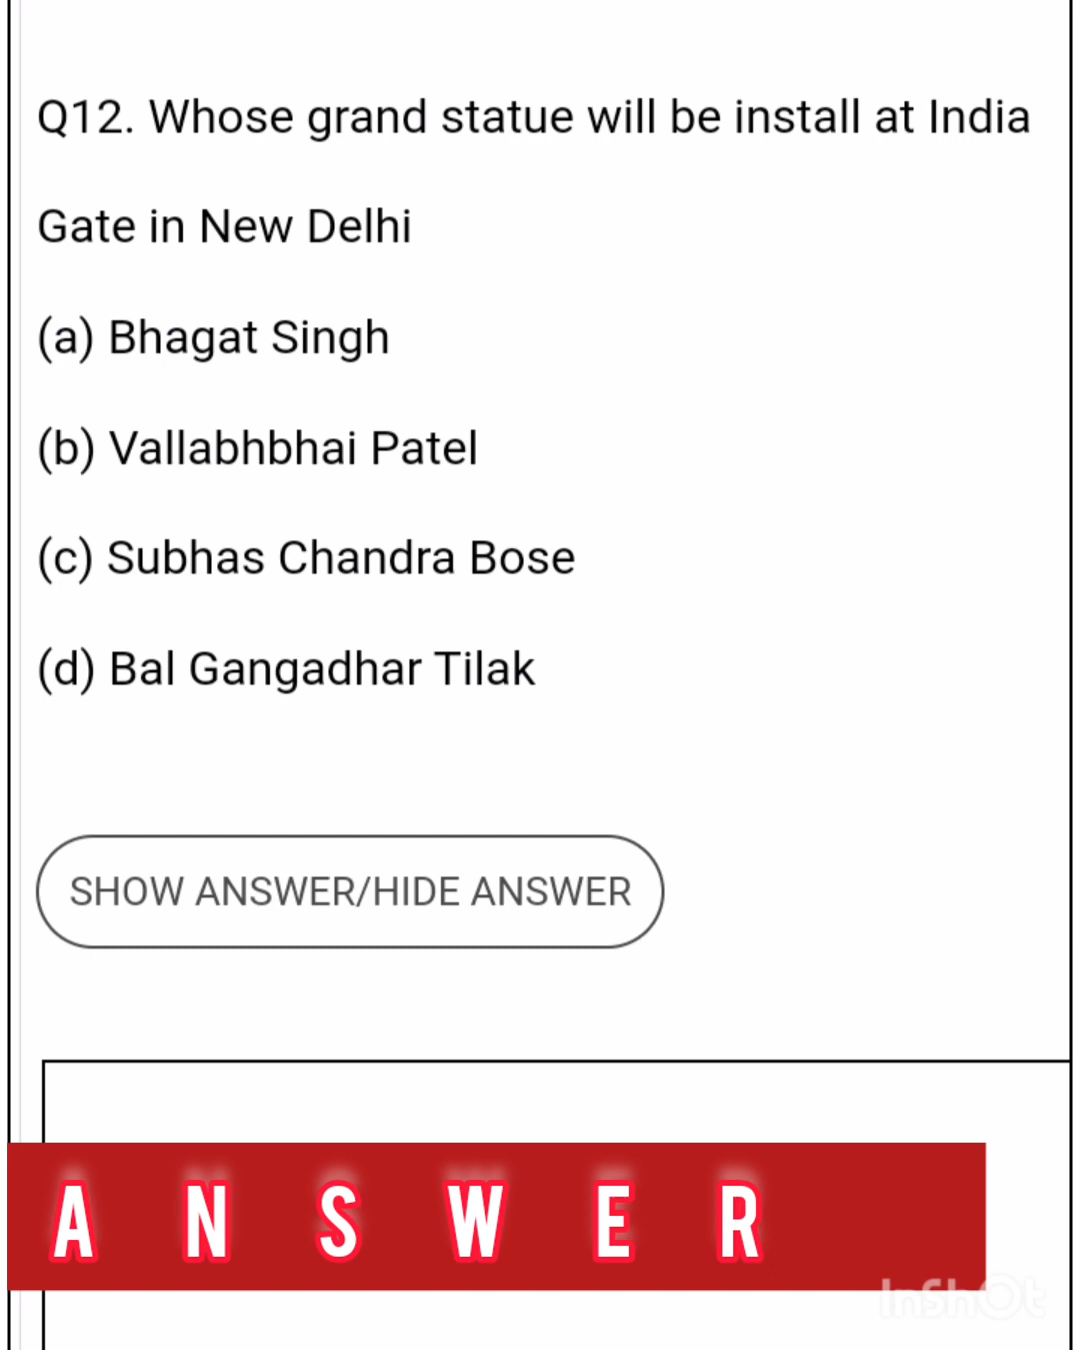 Q12. Whose grand statue will be install at India
Gate in New Delhi
(a) Bhagat Singh
(b) Vallabhbhai Patel
(c) Subhas Chandra Bose
(d) Bal Gangadhar Tilak
SHOW ANSWER/HIDE ANSWER
A N S W E R
InShOt